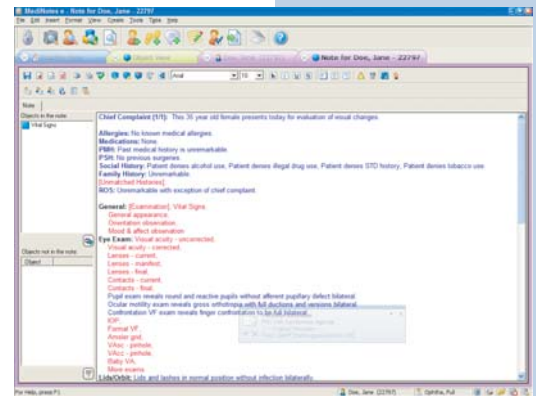 MediNotes e - Note for Doe, Jane - 22797
File Edit Insert Format View Create Tools Table Help
Note for Doe, Jane - 22797
Arial 10
Note
Objects in the note
Vital Signs
Objects not in the note
Object
Chief Complaint (1/1): This 35 year old female presents today for evaluation of visual changes.
Allergies: No known medical allergies.
Medications: None.
PMH: Past medical history is unremarkable.
PSH: No previous surgeries.
Social History: Patient denies alcohol use, Patient denies illegal drug use, Patient denies STD history, Patient denies tobacco use.
Family History: Unremarkable.
[Unmatched Histories]
ROS: Unremarkable with exception of chief complaint.
General: [Examination], Vital Signs
General appearance,
Orientation observation,
Mood & affect observation
Eye Exam: Visual acuity - uncorrected,
Visual acuity - corrected,
Lenses - current,
Lenses - manifest,
Lenses - final,
Contacts - current,
Contacts - final,
Pupil exam reveals round and reactive pupils without afferent pupillary defect bilateral.
Ocular motility exam reveals gross orthotropia with full ductions and versions bilateral.
Confrontation VF exam reveals finger confrontation to be full bilateral.
IOP,
Formal VF,
Amsler grid,
VAsc - pinhole,
VAcc - pinhole,
Baby VA,
More exams
Lids/Orbit: Lids and lashes in normal position without infection bilaterally.
For Help, press F1
Doe, Jane (22797)
Ophtha, Full